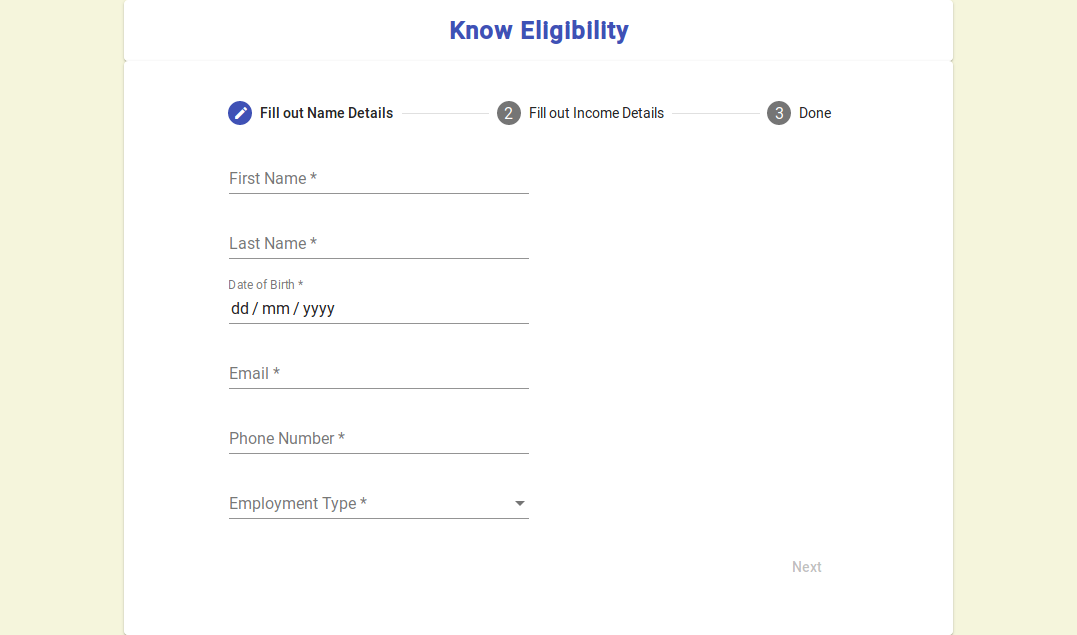 Know Eligibility
Fill out Name Details 2 Fill out Income Details 3 Done
First Name *
Last Name *
Date of Birth *
dd / mm / yyyy
Email *
Phone Number *
Employment Type *
Next